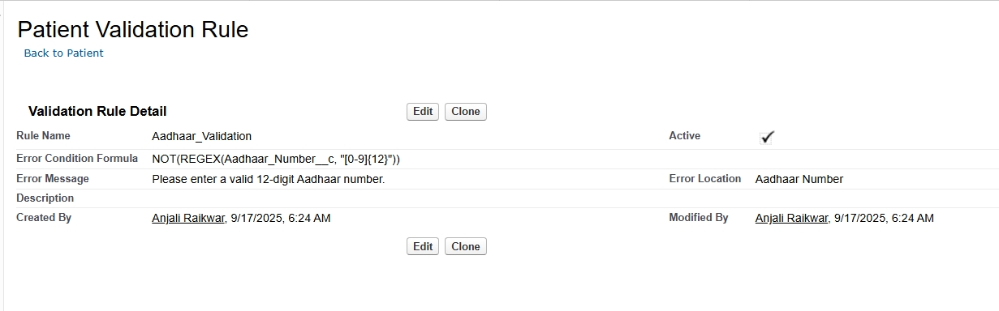 Patient Validation Rule
Back to Patient
Validation Rule Detail Edit Clone
Rule Name Aadhaar_Validation Active
Error Condition Formula NOT(REGEX(Aadhaar_Number__c, "[0-9]{12}"))
Error Message Please enter a valid 12-digit Aadhaar number. Error Location Aadhaar Number
Description
Created By Anjali Raikwar, 9/17/2025, 6:24 AM Modified By Anjali Raikwar, 9/17/2025, 6:24 AM
Edit Clone